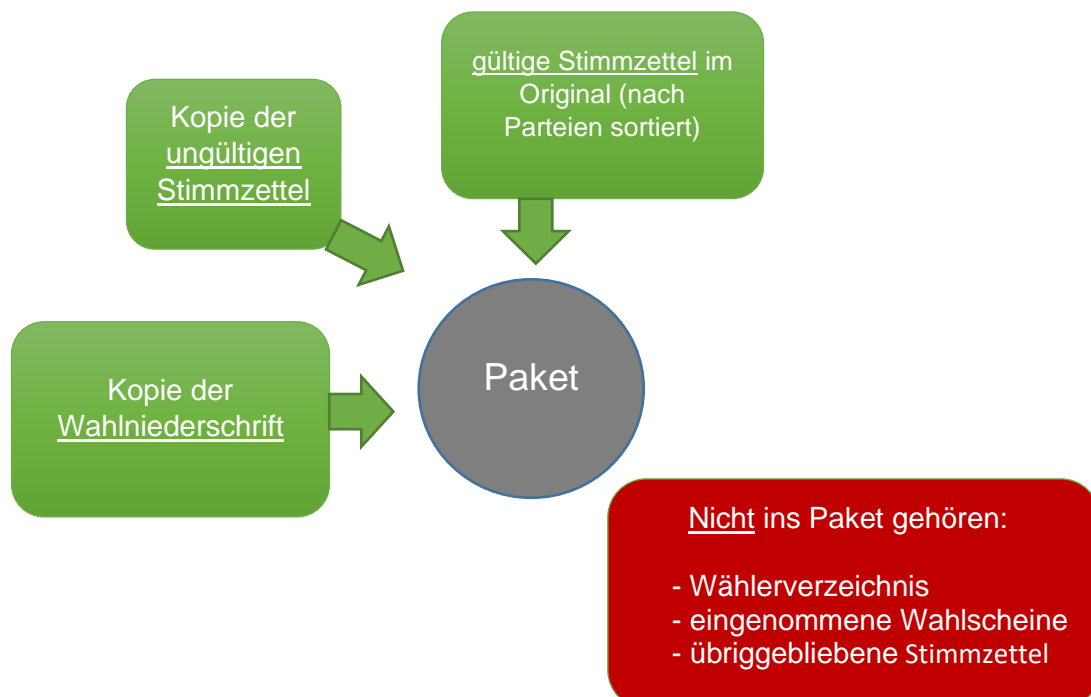 gültige Stimmzettel im
Original (nach
Parteien sortiert)
Kopie der
ungültigen
Stimmzettel
Kopie der
Wahlniederschrift
Paket
Nicht ins Paket gehören:
- Wählerverzeichnis
- eingenommene Wahlscheine
- übriggebliebene Stimmzettel